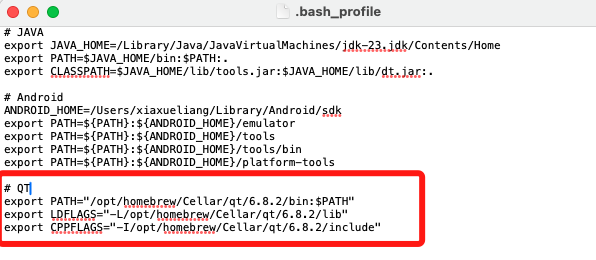 .bash_profile
# JAVA
export JAVA_HOME=/Library/Java/JavaVirtualMachines/jdk-23.jdk/Contents/Home
export PATH=$JAVA_HOME/bin:$PATH:.
export CLASSPATH=$JAVA_HOME/lib/tools.jar:$JAVA_HOME/lib/dt.jar:.
# Android
ANDROID_HOME=/Users/xiaxueliang/Library/Android/sdk
export PATH=${PATH}:${ANDROID_HOME}/emulator
export PATH=${PATH}:${ANDROID_HOME}/tools
export PATH=${PATH}:${ANDROID_HOME}/tools/bin
export PATH=${PATH}:${ANDROID_HOME}/platform-tools
# QT
export PATH="/opt/homebrew/Cellar/qt/6.8.2/bin:$PATH"
export LDFLAGS="-L/opt/homebrew/Cellar/qt/6.8.2/lib"
export CPPFLAGS="-I/opt/homebrew/Cellar/qt/6.8.2/include"